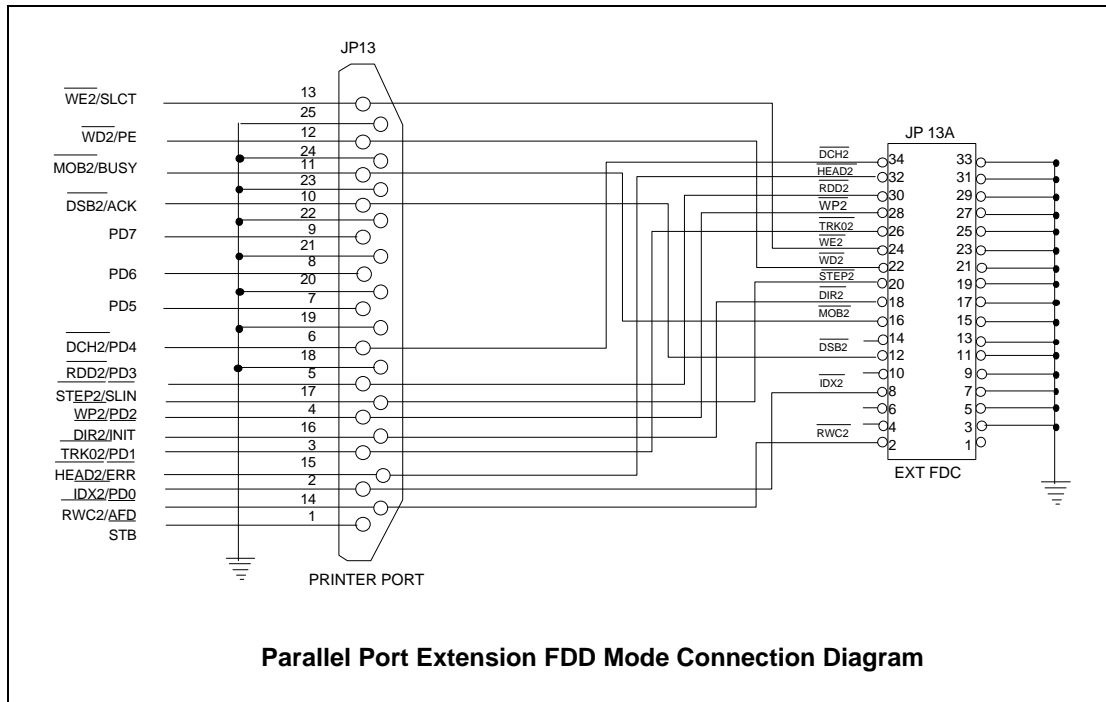 JP13
WE2/SLCT
WD2/PE
MOB2/BUSY
DSB2/ACK
PD7
PD6
PD5
DCH2/PD4
RDD2/PD3
STEP2/SLIN
WP2/PD2
DIR2/INIT
TRK02/PD1
HEAD2/ERR
IDX2/PD0
RWC2/AFD
STB
13
25
12
24
11
23
10
22
9
21
8
20
7
19
6
18
5
17
4
16
3
15
2
14
1
PRINTER PORT
JP 13A
DCH2 34 33
HEAD2 32 31
RDD2 30 29
WP2 28 27
TRK02 26 25
WE2 24 23
WD2 22 21
STEP2 20 19
DIR2 18 17
MOB2 16 15
14 13
DSB2 12 11
10 9
IDX2 8 7
6 5
4 3
RWC2 2 1
EXT FDC
Parallel Port Extension FDD Mode Connection Diagram